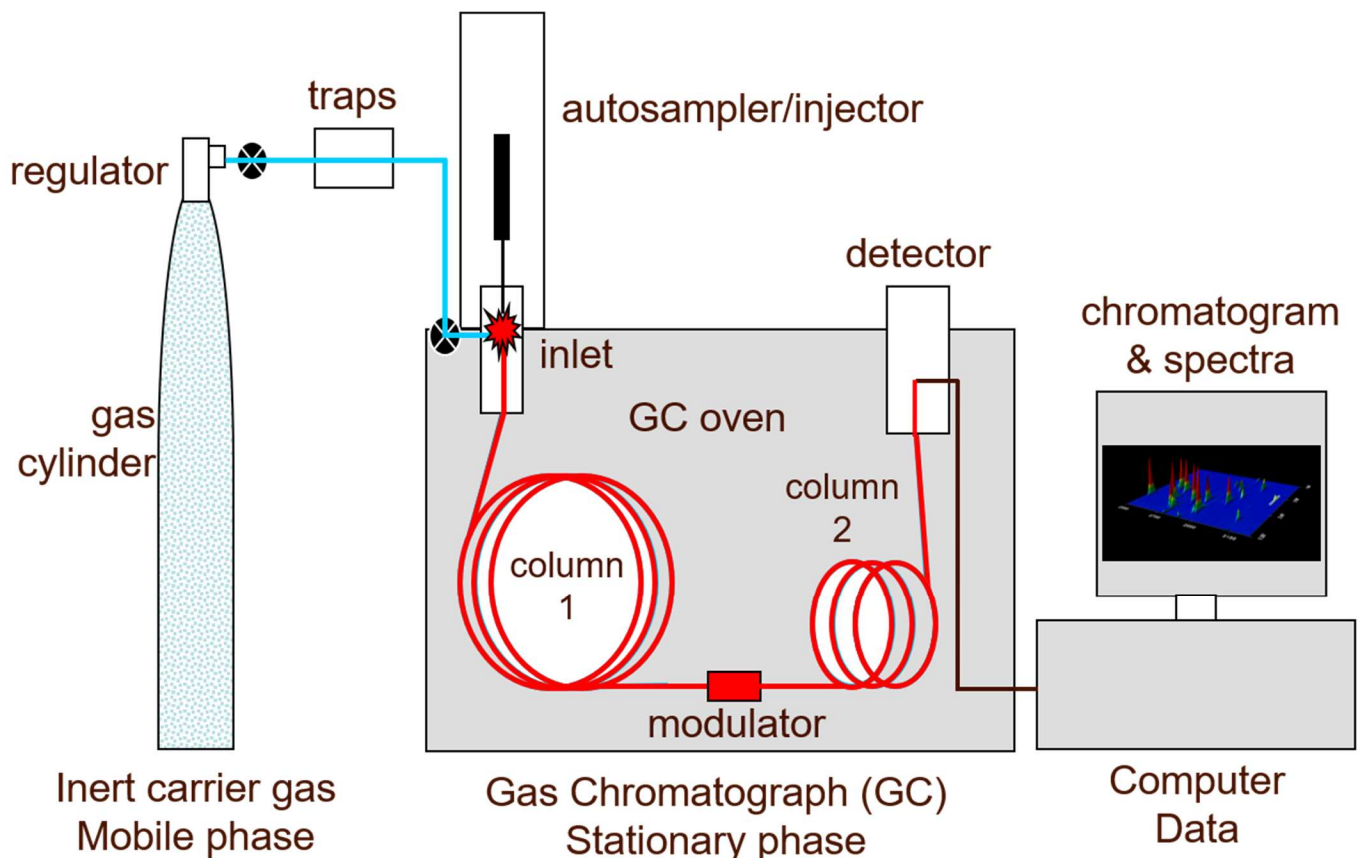 traps
autosampler/injector
regulator
detector
chromatogram
& spectra
inlet
GC oven
gas
cylinder
column
2
column
1
modulator
Inert carrier gas
Mobile phase
Gas Chromatograph (GC)
Stationary phase
Computer
Data